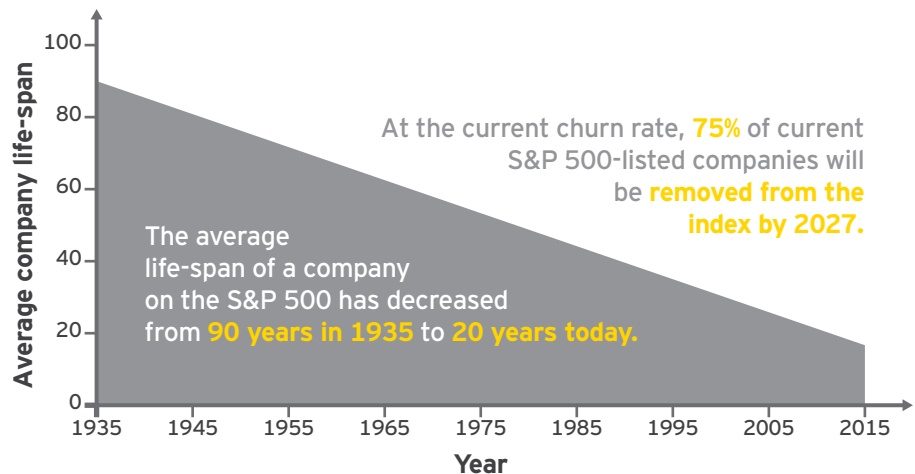 Average company life-span
100
80
60
40
20
0
At the current churn rate, 75% of current
S&P 500-listed companies will
be removed from the
index by 2027.
The average
life-span of a company
on the S&P 500 has decreased
from 90 years in 1935 to 20 years today.
1935 1945 1955 1965 1975 1985 1995 2005 2015
Year